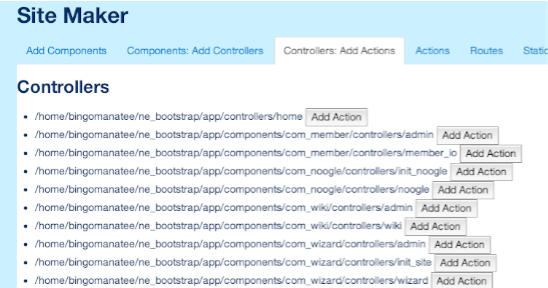 Site Maker
Add Components Components: Add Controllers Controllers: Add Actions Actions Routes Static
Controllers
• /home/bingomanatee/ne_bootstrap/app/controllers/home Add Action
• /home/bingomanatee/ne_bootstrap/app/components/com_member/controllers/admin Add Action
• /home/bingomanatee/ne_bootstrap/app/components/com_member/controllers/member_io Add Action
• /home/bingomanatee/ne_bootstrap/app/components/com_noogle/controllers/init_noogle Add Action
• /home/bingomanatee/ne_bootstrap/app/components/com_noogle/controllers/noogle Add Action
• /home/bingomanatee/ne_bootstrap/app/components/com_wiki/controllers/admin Add Action
• /home/bingomanatee/ne_bootstrap/app/components/com_wiki/controllers/wiki Add Action
• /home/bingomanatee/ne_bootstrap/app/components/com_wizard/controllers/admin Add Action
• /home/bingomanatee/ne_bootstrap/app/components/com_wizard/controllers/init_site Add Action
• /home/bingomanatee/ne_bootstrap/app/components/com_wizard/controllers/wizard Add Action